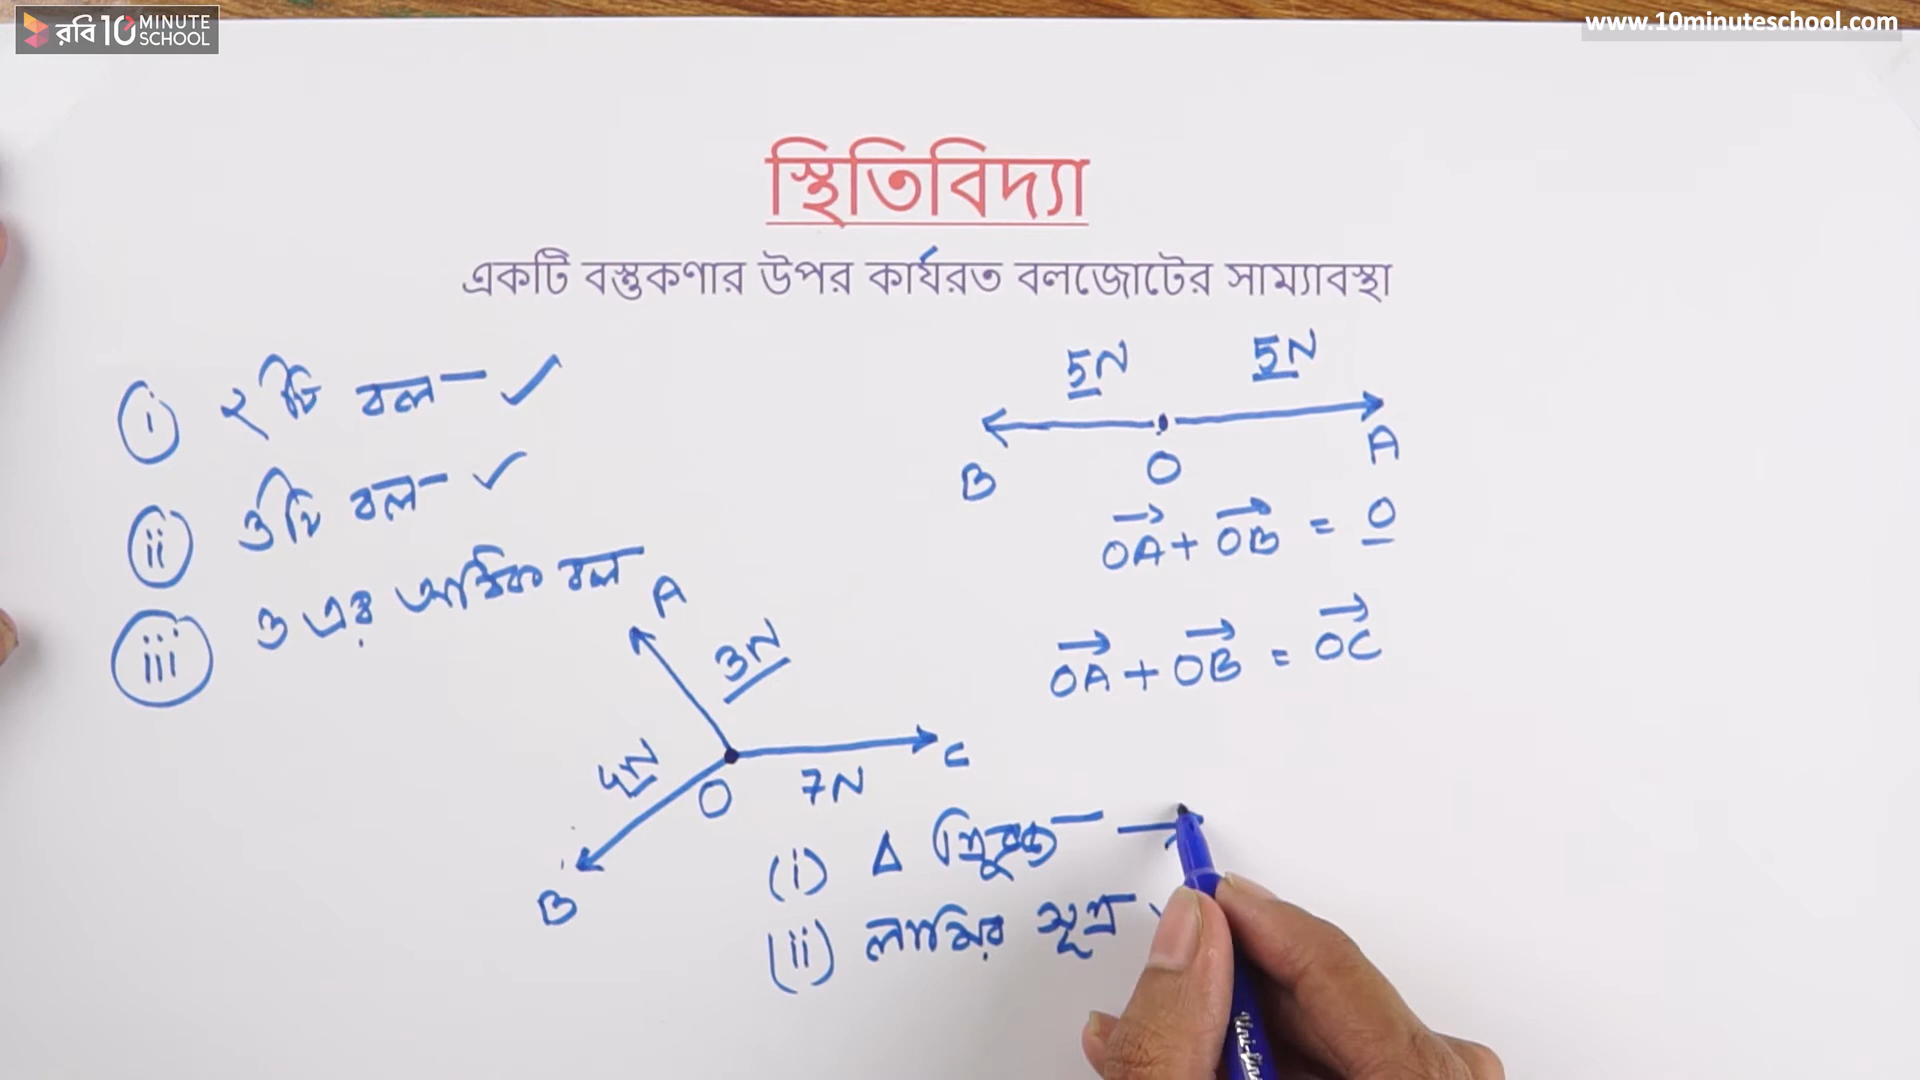 রবি 10 MINUTE SCHOOL
www.10minuteschool.com
স্থিতিবিদ্যা
একটি বস্তুকণার উপর কার্যরত বলজোটের সাম্যাবস্থা
(i) ২টি বল
(ii) ৩টি বল
(iii) ৩ এর অধিক বল
5N 5N
B O A
OA + OB = 0
OA + OB = OC
A
3N
4N
O
7N
C
B
(i) Δ
(ii) লামির সূত্র
Uni-